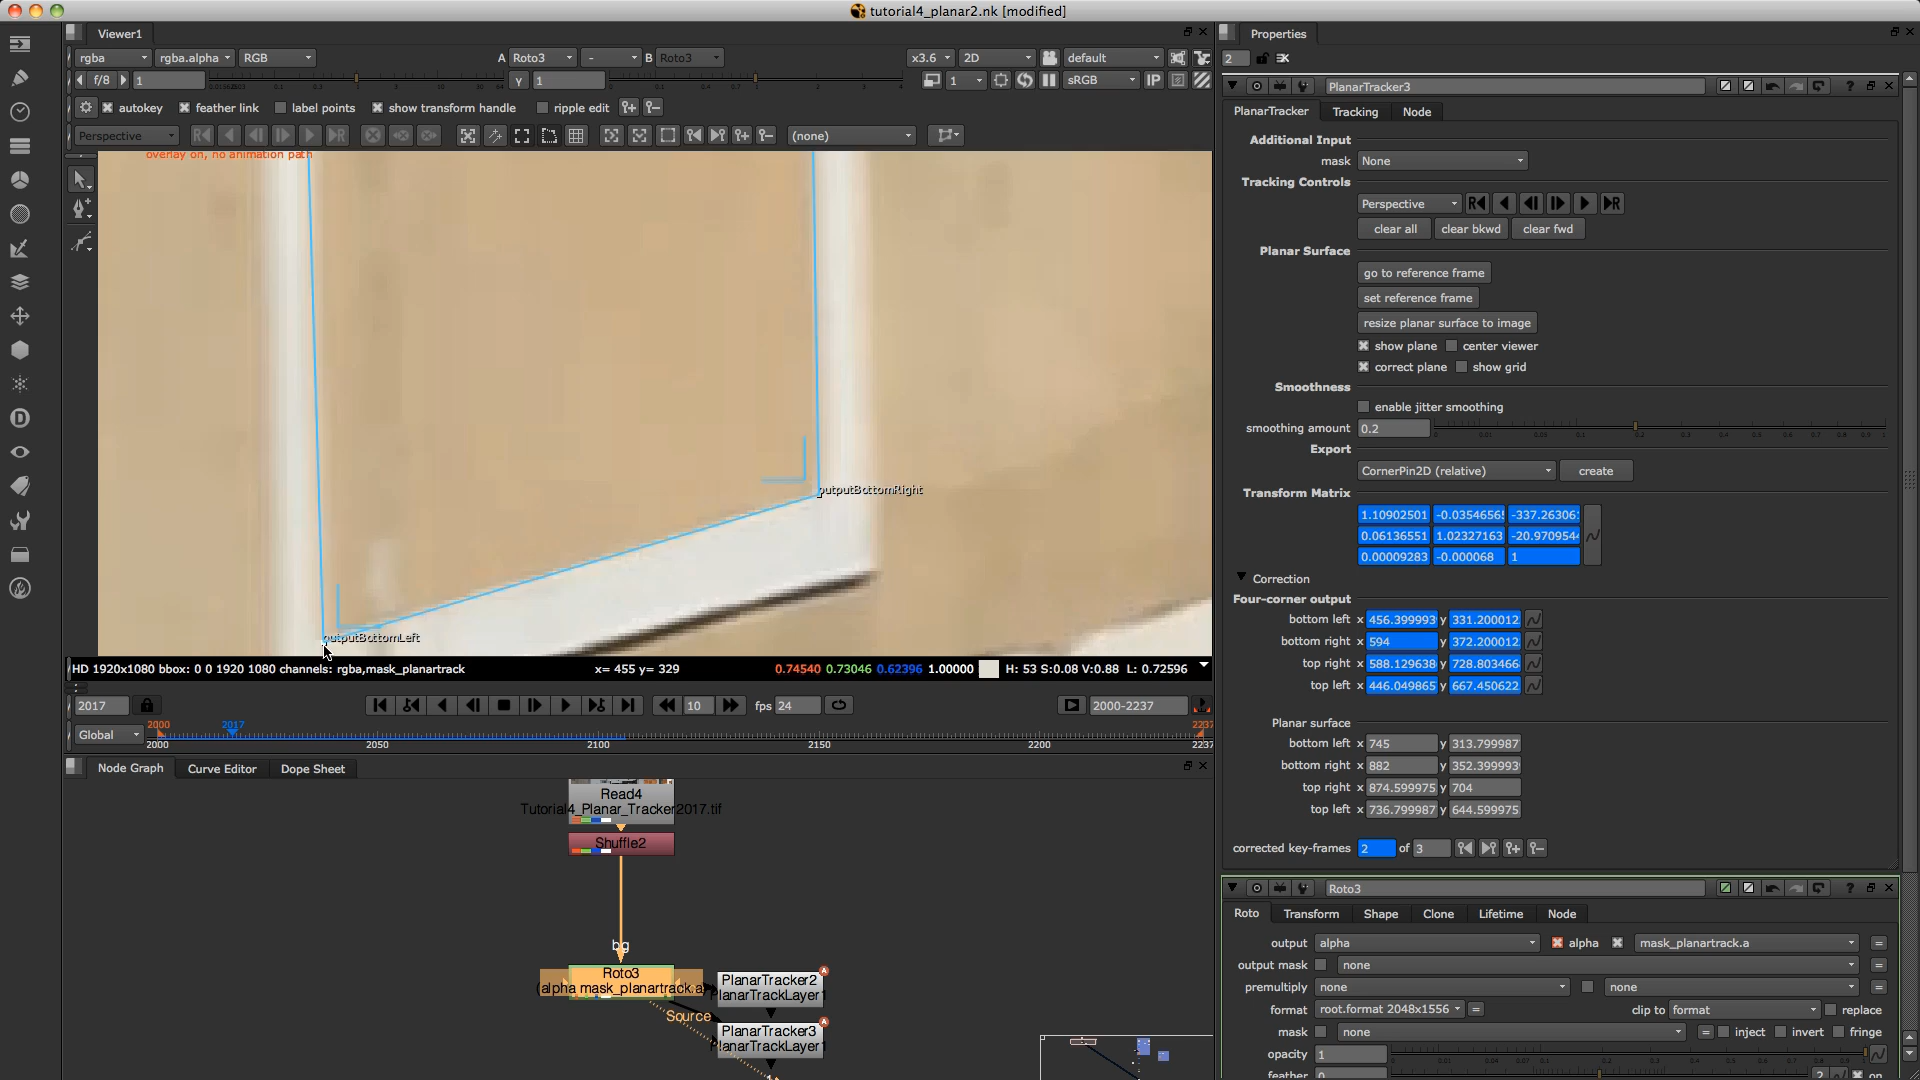 tutorial4_planar2.nk [modified]
Viewer1
Properties
rgba rgba.alpha RGB A Roto3 - B Roto3 x3.6 2D default
2
f/8 1 y 1 1 sRGB IP
PlanarTracker3
autokey feather link label points show transform handle ripple edit
PlanarTracker Tracking Node
Perspective (none)
overlay on, no animation path
Additional Input
mask None
Tracking Controls
Perspective
clear all clear bkwd clear fwd
Planar Surface
go to reference frame
set reference frame
resize planar surface to image
show plane center viewer
correct plane show grid
Smoothness
enable jitter smoothing
smoothing amount 0.2
Export
CornerPin2D (relative) create
Transform Matrix
1.10902501 -0.0354656 -337.26306
0.06136551 1.02327163 -20.970954
0.00009283 -0.000068 1
Correction
Four-corner output
bottom left x 456.399993 y 331.200012
bottom right x 594 y 372.200012
top right x 588.129638 y 728.803466
top left x 446.049865 y 667.450622
Planar surface
bottom left x 745 y 313.799987
bottom right x 882 y 352.399993
top right x 874.599975 y 704
top left x 736.799987 y 644.599975
corrected key-frames 2 of 3
outputBottomRight
outputBottomLeft
HD 1920x1080 bbox: 0 0 1920 1080 channels: rgba,mask_planartrack x= 455 y= 329 0.74540 0.73046 0.62396 1.00000 H: 53 S:0.08 V:0.88 L: 0.72596
2017 10 fps 24 2000-2237
2000 2017 2237
Global 2000 2050 2100 2150 2200 2237
Node Graph Curve Editor Dope Sheet
Read4
Tutorial4_Planar_Tracker2017.tif
Shuffle2
bg
Roto3
(alpha mask_planartrack.a)
PlanarTracker2
PlanarTrackLayer1
Source
PlanarTracker3
PlanarTrackLayer1
Roto3
Roto Transform Shape Clone Lifetime Node
output alpha alpha mask_planartrack.a =
output mask none =
premultiply none none =
format root.format 2048x1556 = clip to format replace
mask none = inject invert fringe
opacity 1
feather 0 2 on